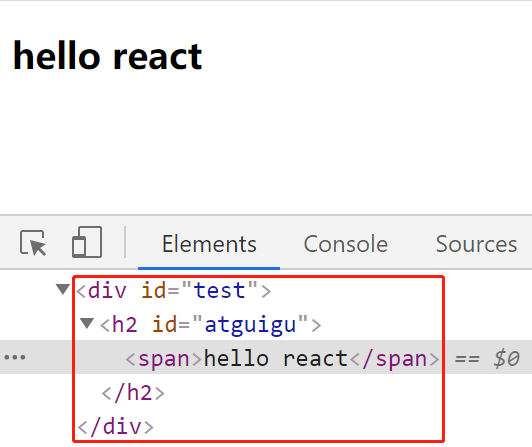 hello react
Elements Console Sources
<div id="test">
<h2 id="atguigu">
... <span>hello react</span> == $0
</h2>
</div>